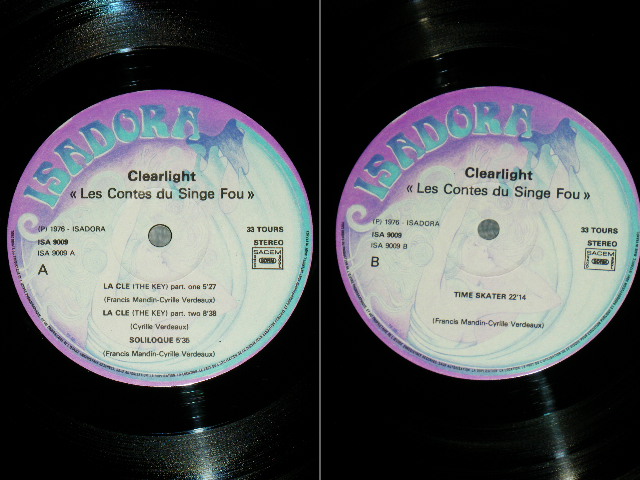 ISADORA
Clearlight
« Les Contes du Singe Fou »
(P) 1976 - ISADORA
ISA 9009
ISA 9009 A
A
33 TOURS
STEREO
SACEM
LA CLE (THE KEY) part. one 5'27
(Francis Mandin-Cyrille Verdeaux)
LA CLE (THE KEY) part. two 8'38
(Cyrille Verdeaux)
SOLILOQUE 5'35
(Francis Mandin-Cyrille Verdeaux)
ISADORA
Clearlight
« Les Contes du Singe Fou »
(P) 1976 - ISADORA
ISA 9009
ISA 9009 B
B
33 TOURS
STEREO
SACEM
TIME SKATER 22'14
(Francis Mandin-Cyrille Verdeaux)